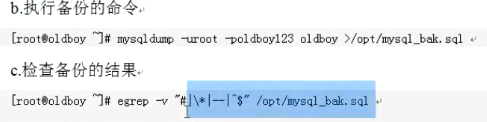 b.执行备份的命令
[root@oldboy ~]# mysqldump -uroot -poldboy123 oldboy >/opt/mysql_bak.sql
c.检查备份的结果
[root@oldboy ~]# egrep -v "#|\*|--|^$" /opt/mysql_bak.sql